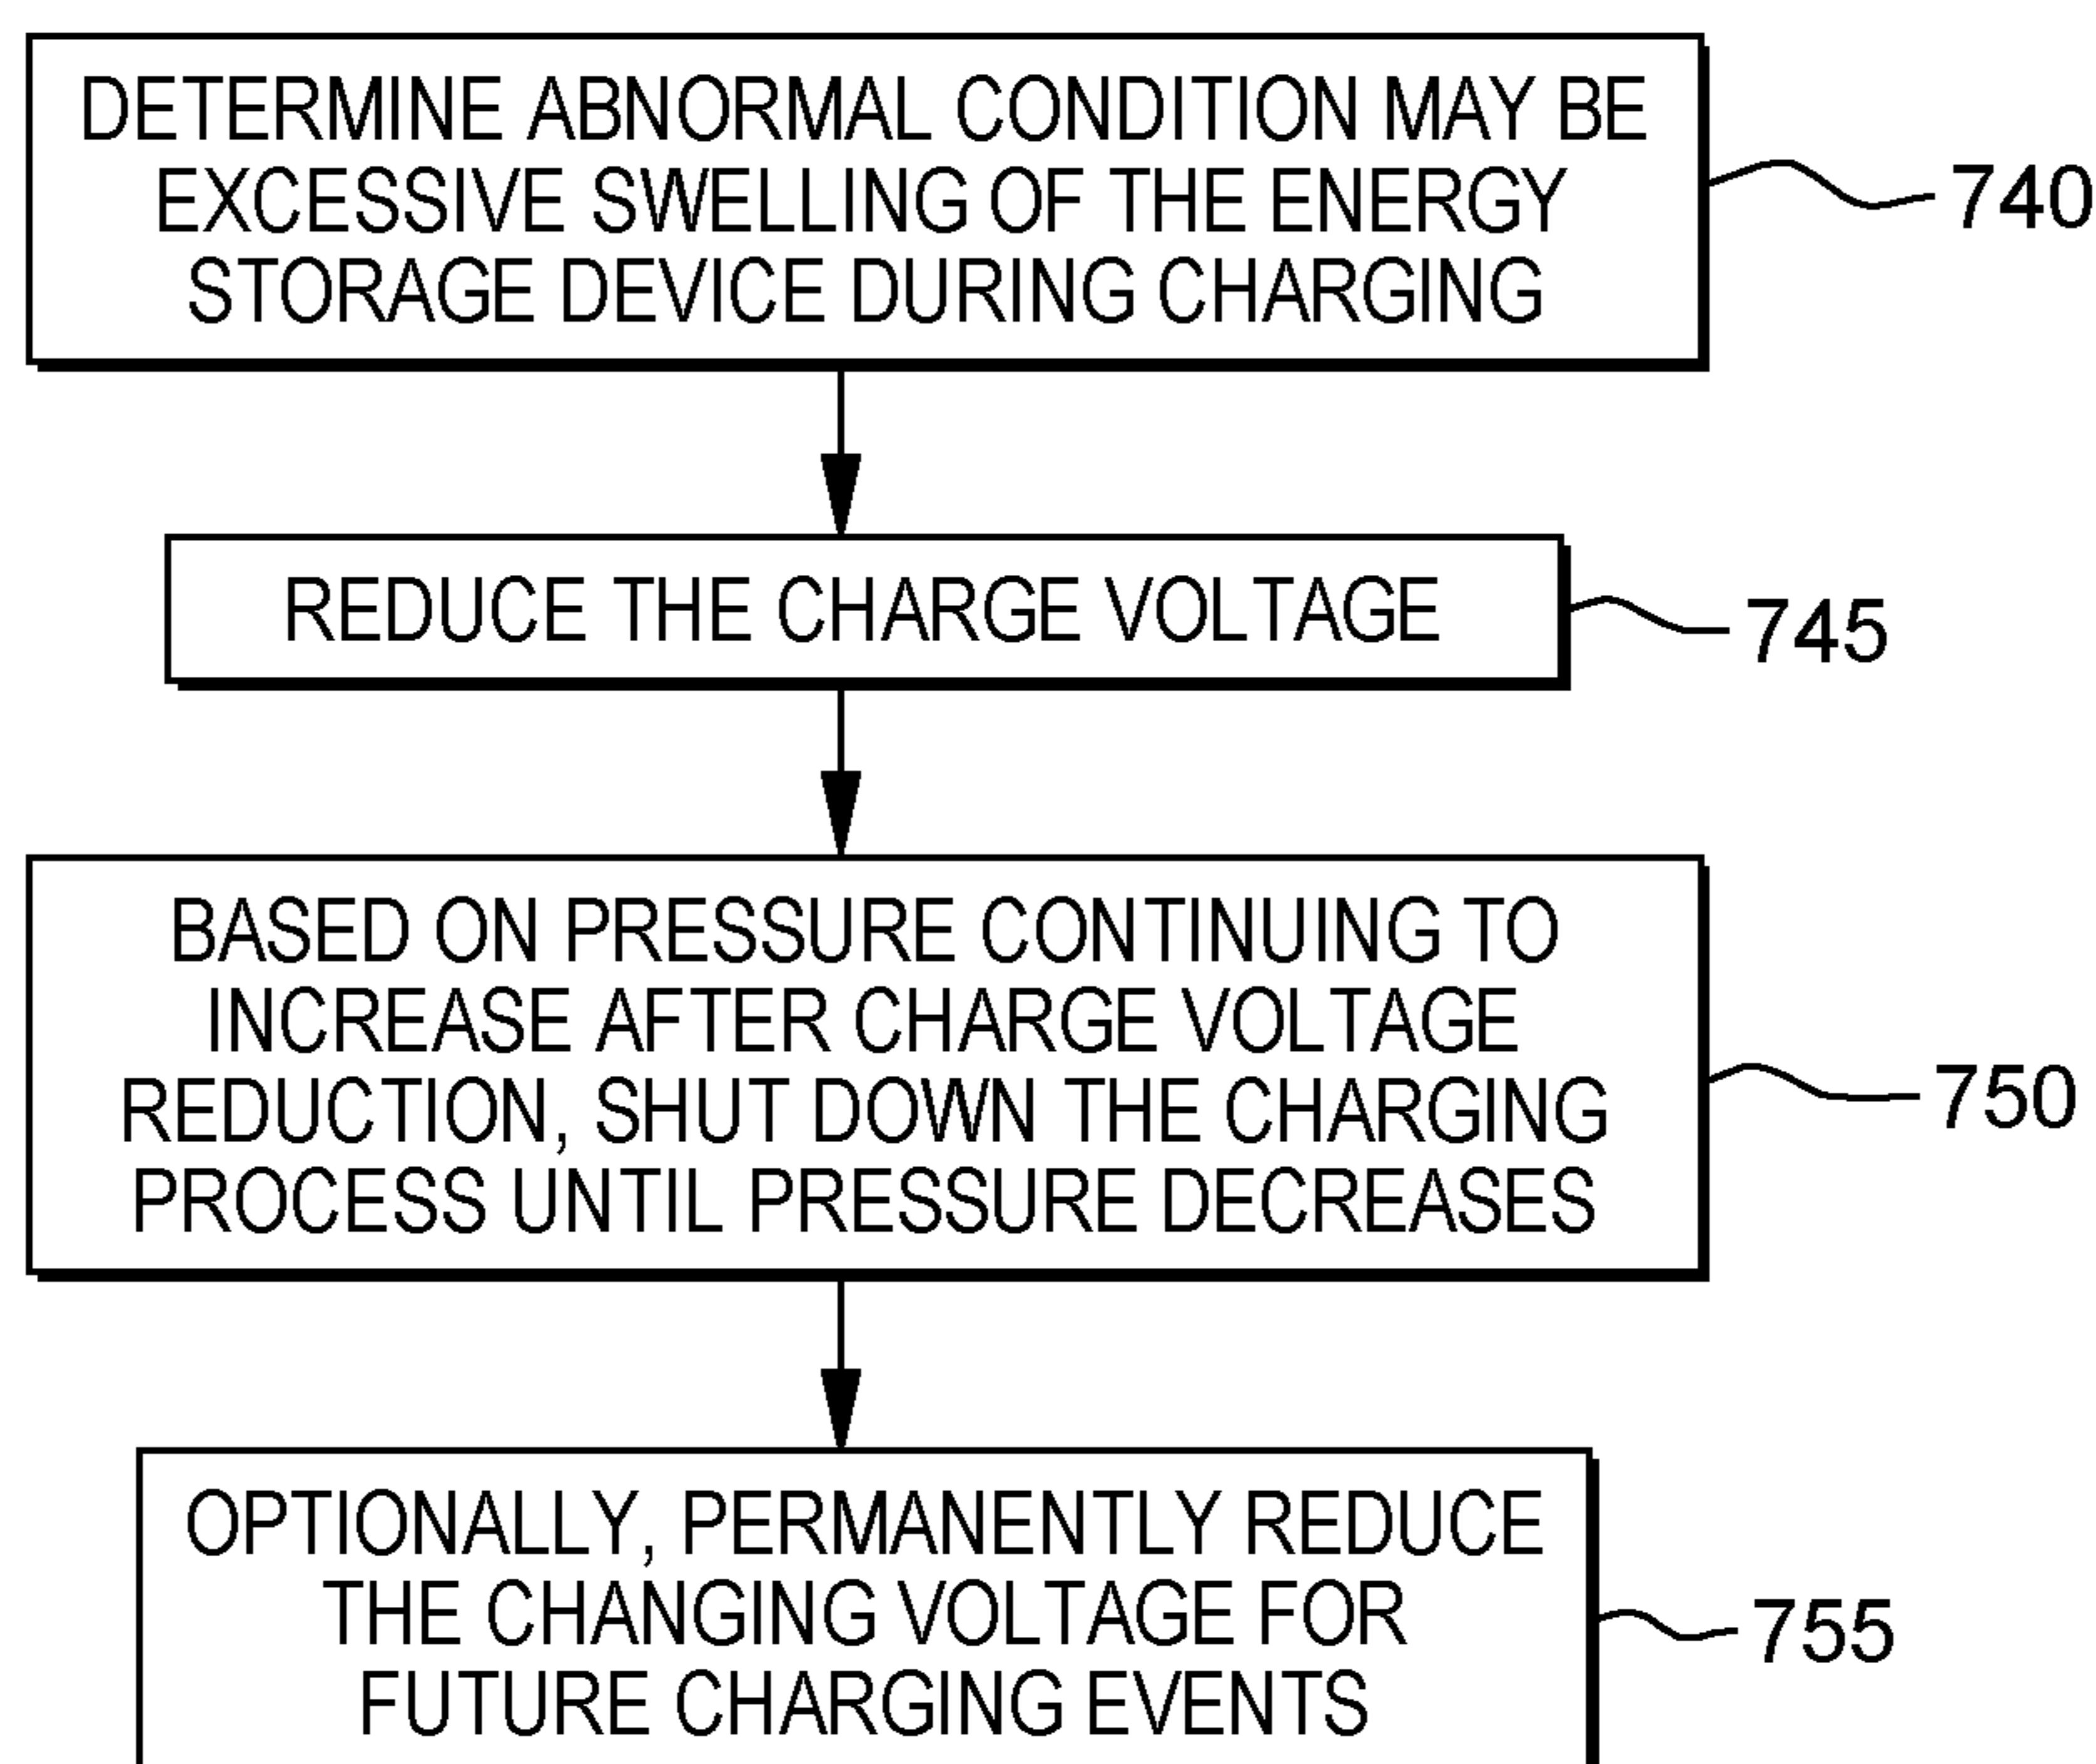 DETERMINE ABNORMAL CONDITION MAY BE
EXCESSIVE SWELLING OF THE ENERGY
STORAGE DEVICE DURING CHARGING
740
REDUCE THE CHARGE VOLTAGE
745
BASED ON PRESSURE CONTINUING TO
INCREASE AFTER CHARGE VOLTAGE
REDUCTION, SHUT DOWN THE CHARGING
PROCESS UNTIL PRESSURE DECREASES
750
OPTIONALLY, PERMANENTLY REDUCE
THE CHANGING VOLTAGE FOR
FUTURE CHARGING EVENTS
755